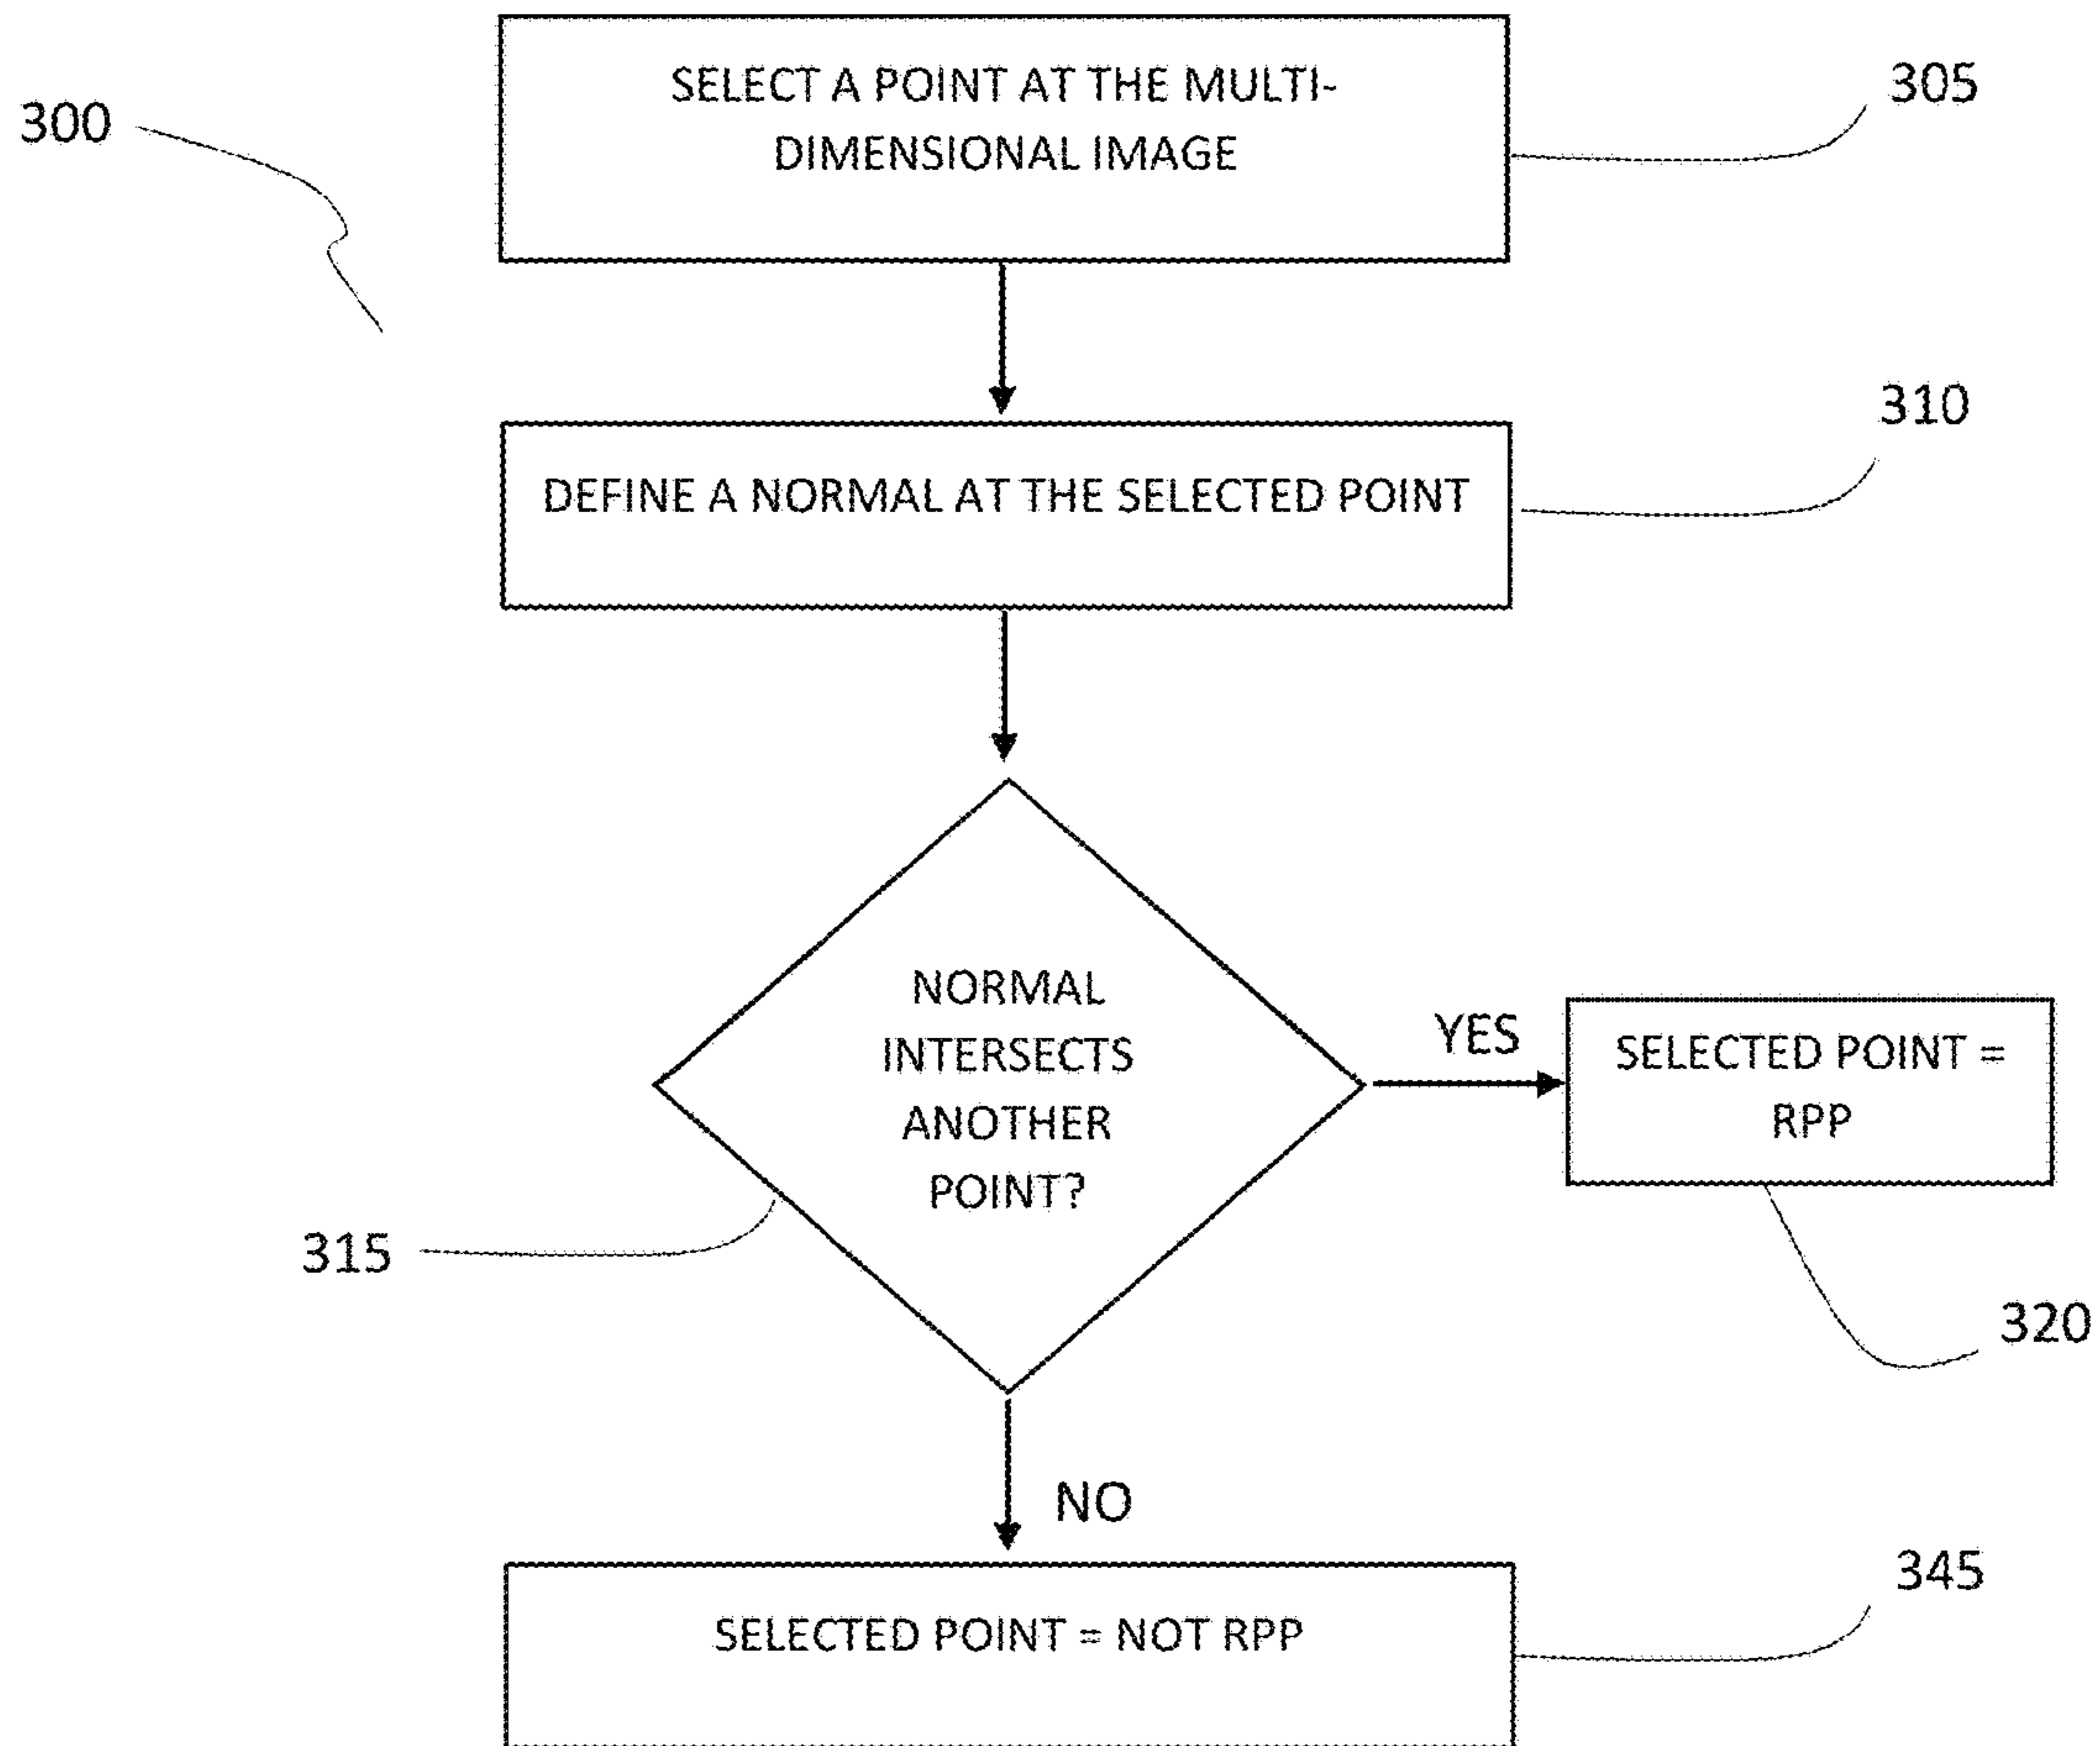 300
SELECT A POINT AT THE MULTI-
DIMENSIONAL IMAGE
305
DEFINE A NORMAL AT THE SELECTED POINT
310
NORMAL
INTERSECTS
ANOTHER
POINT?
315
YES
SELECTED POINT =
RPP
320
NO
SELECTED POINT = NOT RPP
345